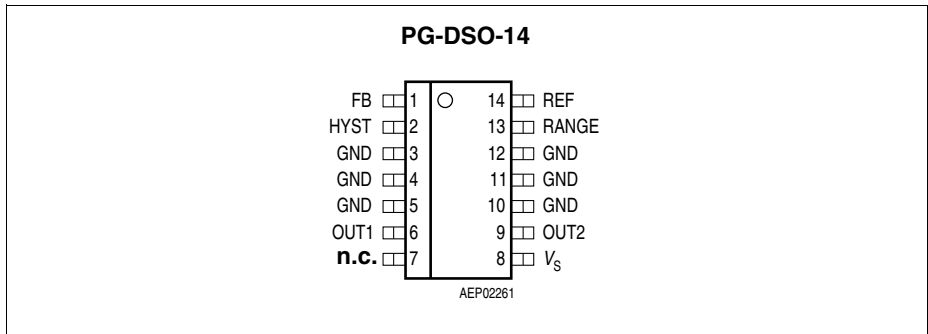 PG-DSO-14
FB 1 14 REF
HYST 2 13 RANGE
GND 3 12 GND
GND 4 11 GND
GND 5 10 GND
OUT1 6 9 OUT2
n.c. 7 8 VS
AEP02261